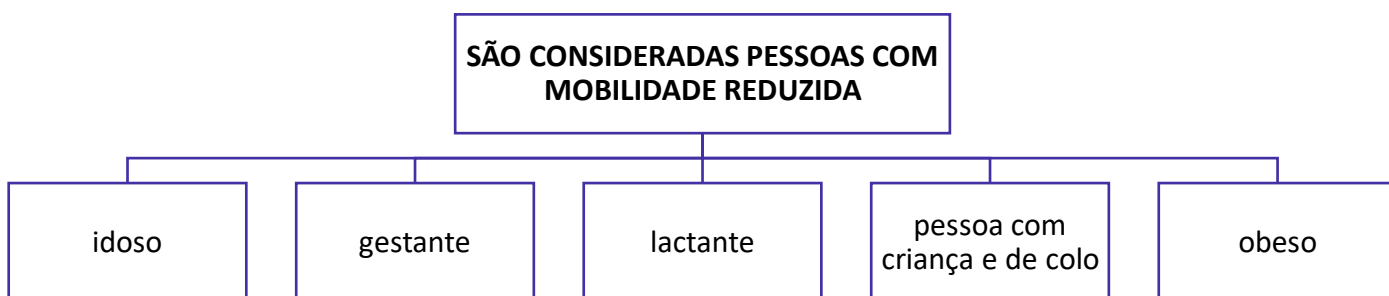 SÃO CONSIDERADAS PESSOAS COM
MOBILIDADE REDUZIDA
idoso
gestante
lactante
pessoa com
criança e de colo
obeso